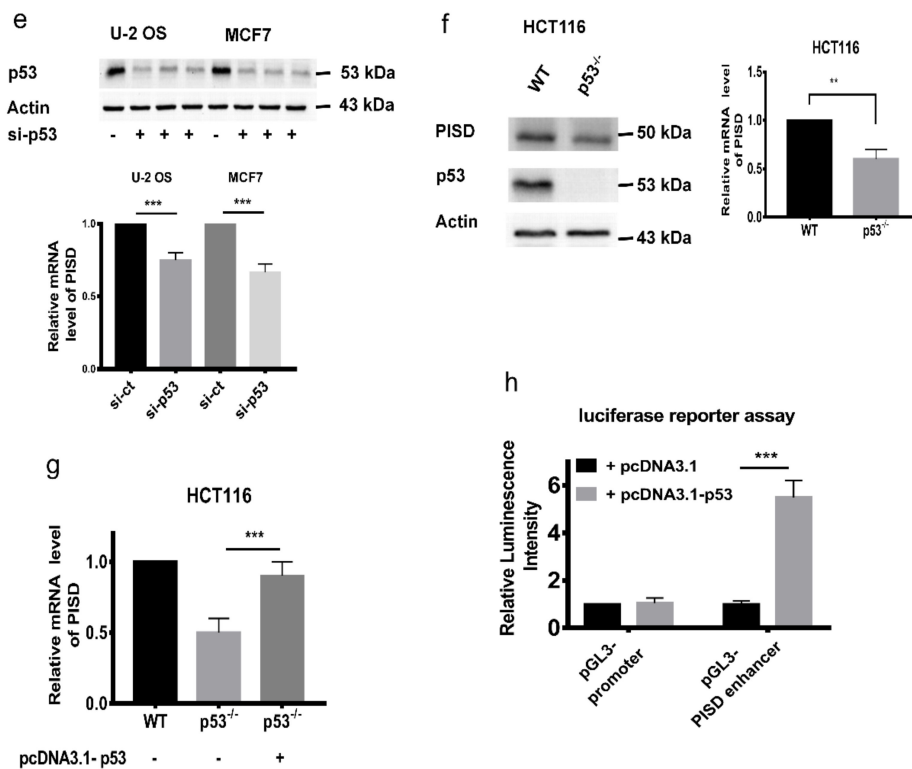 e
U-2 OS MCF7
p53 53 kDa
Actin 43 kDa
si-p53 - + + + - + + +
U-2 OS MCF7
*** ***
Relative mRNA
level of PISD
1.0
0.5
0.0
si-ct si-p53 si-ct si-p53
f
HCT116
WT p53-/-
PISD 50 kDa
p53 53 kDa
Actin 43 kDa
HCT116
**
Relative mRNA level
of PISD
1.5
1.0
0.5
0.0
WT p53-/-
g
HCT116
***
Relative mRNA level
of PISD
1.0
0.5
0.0
WT p53-/- p53-/-
pcDNA3.1- p53 - - +
h
luciferase reporter assay
+ pcDNA3.1
+ pcDNA3.1-p53
***
Relative Luminescence
Intensity
6
4
2
0
pGL3-
promoter
pGL3-
PISD enhancer